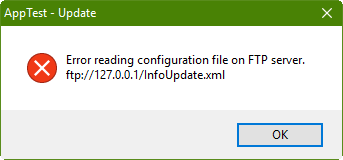 AppTest - Update
Error reading configuration file on FTP server.
ftp://127.0.0.1/InfoUpdate.xml
OK